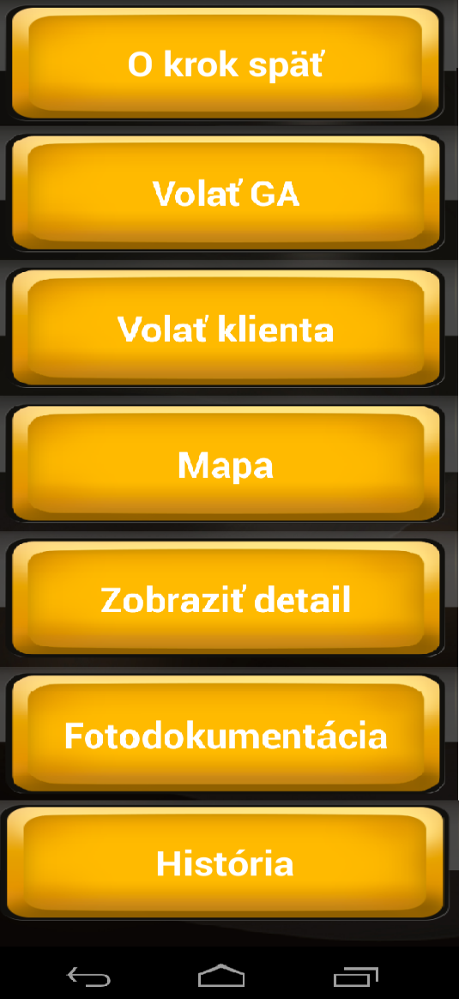 O krok späť
Volať GA
Volať klienta
Mapa
Zobraziť detail
Fotodokumentácia
História